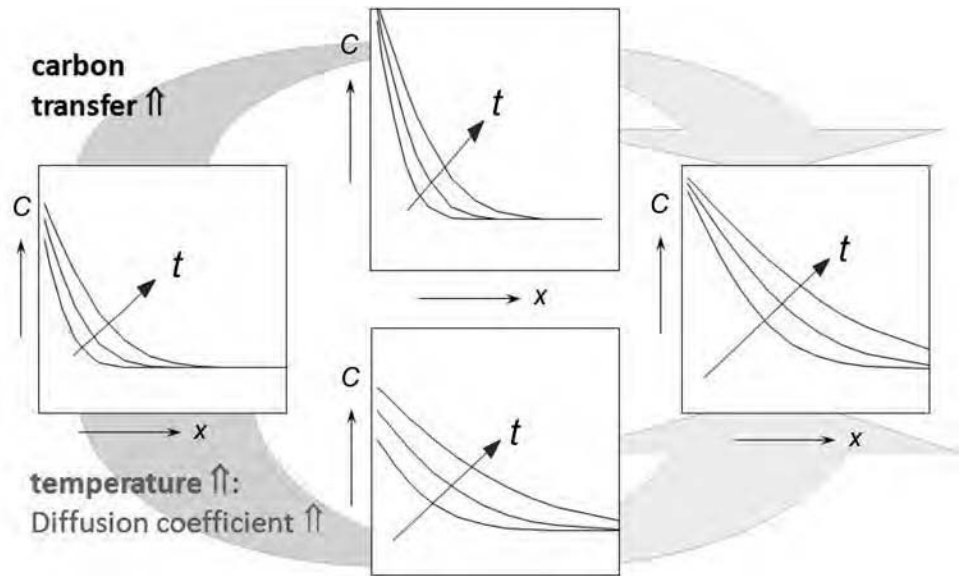 carbon
transfer ⇑
C
t
x
C
t
x
C
t
x
C
t
x
temperature ⇑:
Diffusion coefficient ⇑